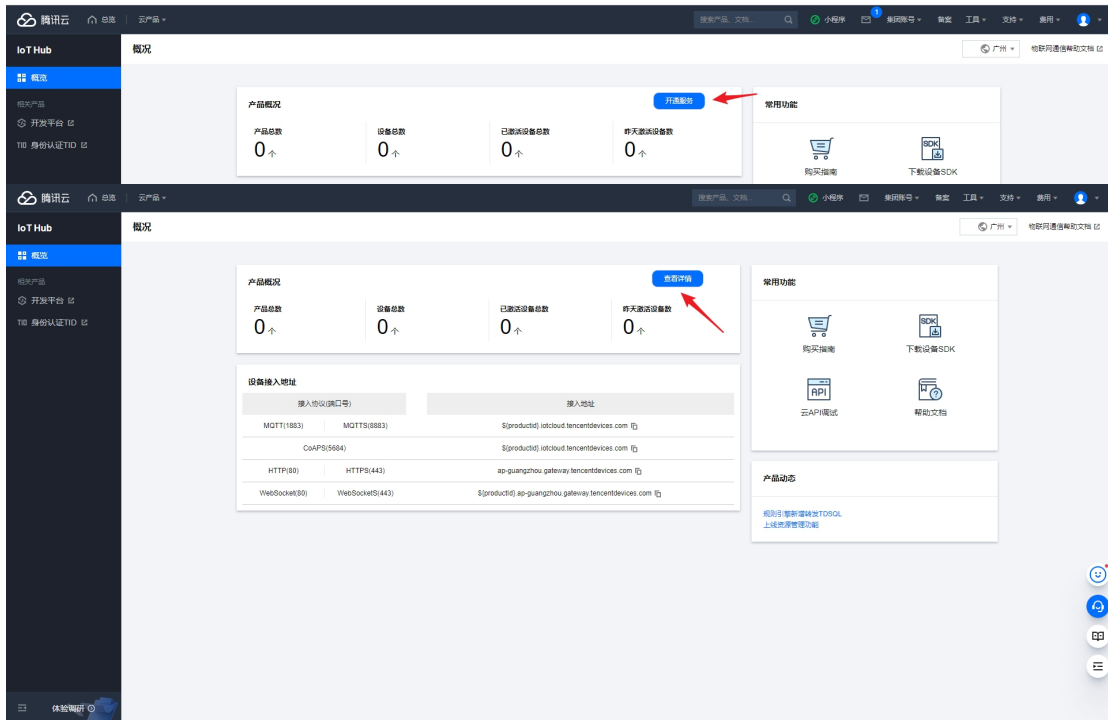 腾讯云 总览 云产品 搜索产品、文档... 小程序 1 集团账号 备案 工具 支持 费用
IoT Hub 概况 广州 物联网通信帮助文档
概览
相关产品 产品概况 开通服务 常用功能
开发平台
产品总数 设备总数 已激活设备总数 昨天激活设备数
TID 身份认证TID 0个 0个 0个 0个 SDK
购买指南 下载设备SDK
腾讯云 总览 云产品 搜索产品、文档... 小程序 集团账号 备案 工具 支持 费用
IoT Hub 概况 广州 物联网通信帮助文档
概览
相关产品 产品概况 查看详情 常用功能
开发平台
产品总数 设备总数 已激活设备总数 昨天激活设备数
TID 身份认证TID 0个 0个 0个 0个 SDK
购买指南 下载设备SDK
设备接入地址
接入协议(端口号) 接入地址 API
MQTT(1883) MQTTS(8883) ${productid}.iotcloud.tencentdevices.com 云API调试 帮助文档
CoAPS(5684) ${productid}.iotcloud.tencentdevices.com
HTTP(80) HTTPS(443) ap-guangzhou.gateway.tencentdevices.com
产品动态
WebSocket(80) WebSocketS(443) ${productid}.ap-guangzhou.gateway.tencentdevices.com
规则引擎新增转发TDSQL
上线资源管理功能
体验调研